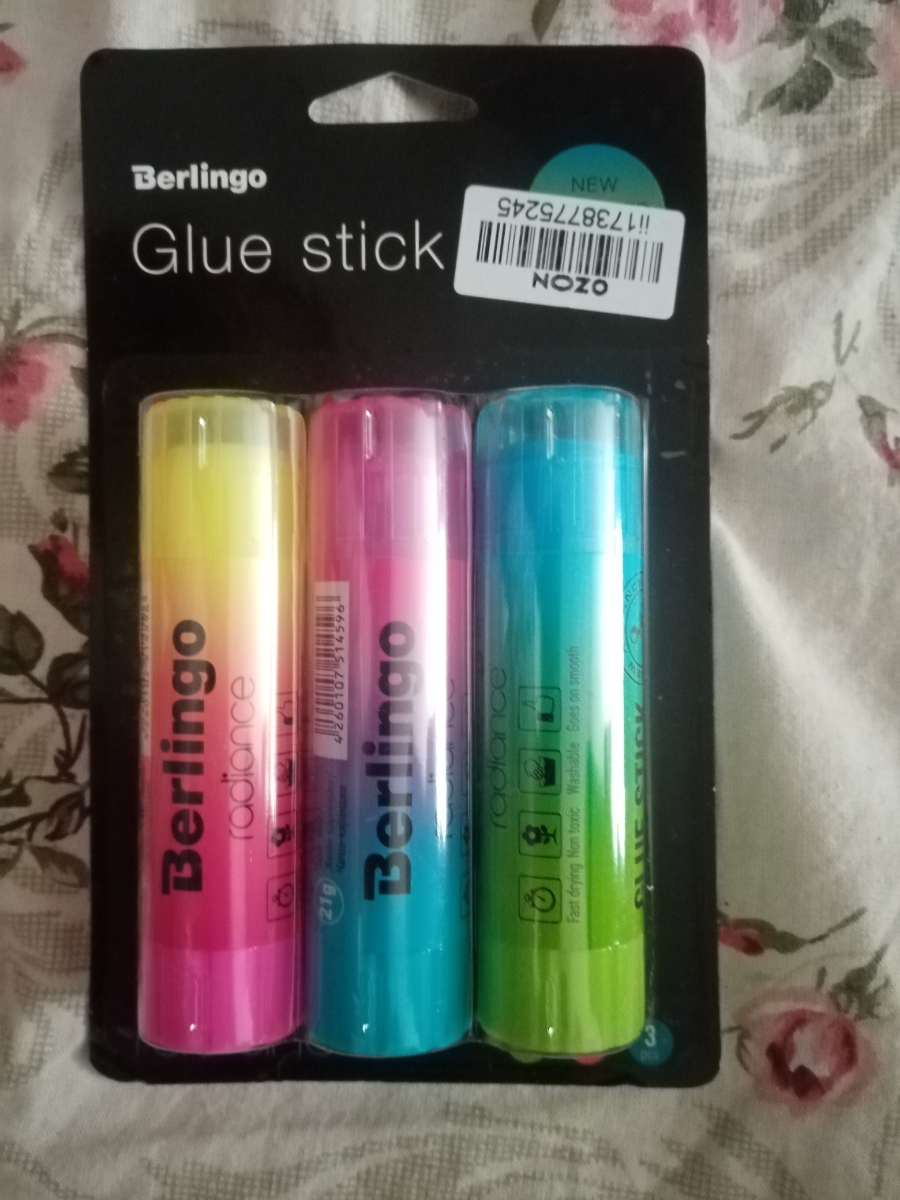 Berlingo
Glue stick
NEW
ii1738775245
OZON
Berlingo
radiance
4260107514596
21g
Berlingo
radiance
Fast drying Non toxic Washable Goes on smooth
GLUE STICK
3